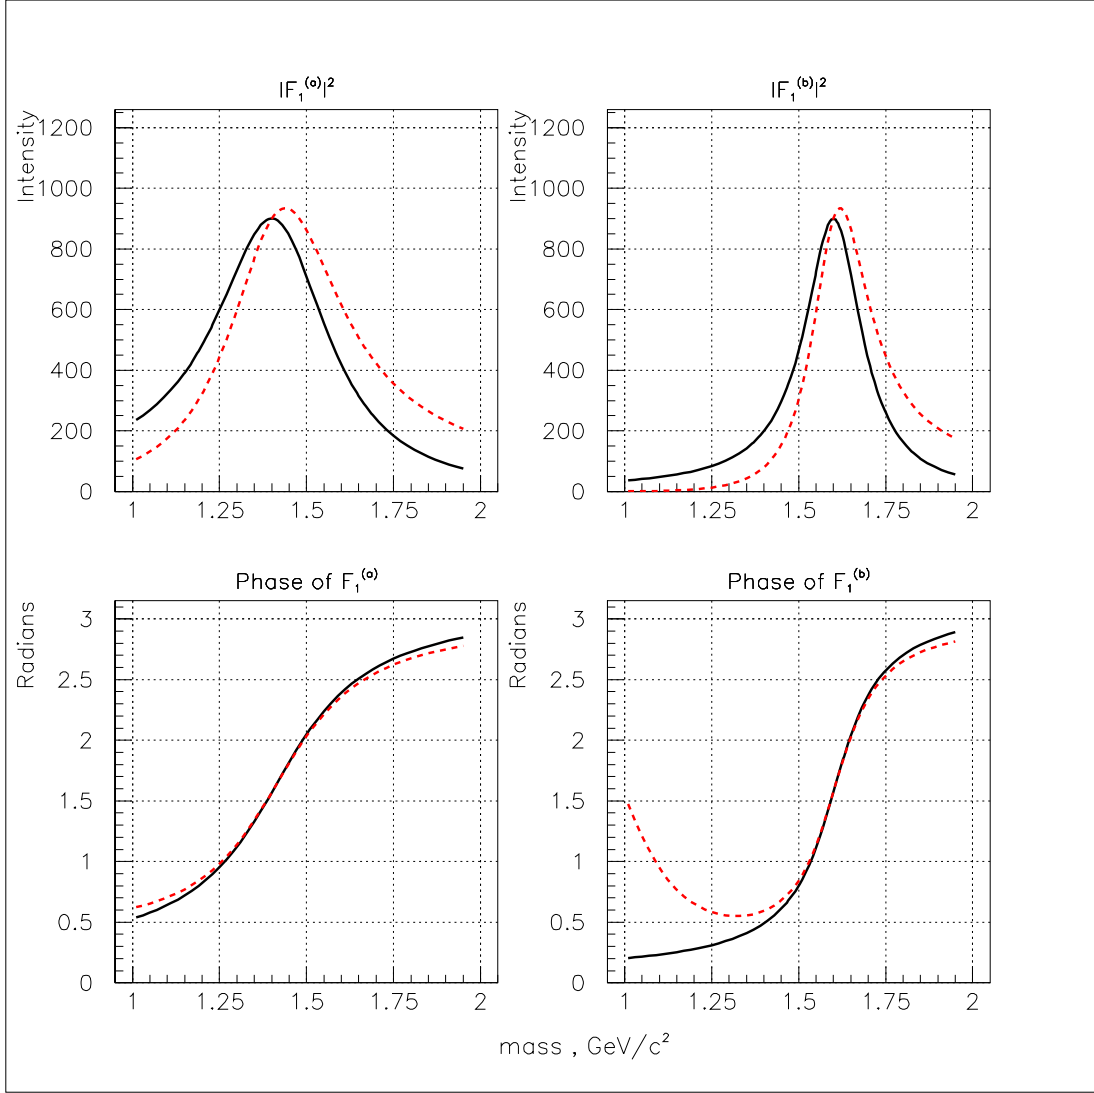 |F₁⁽ᵃ⁾|²
Intensity
1200
1000
800
600
400
200
0
1 1.25 1.5 1.75 2
|F₁⁽ᵇ⁾|²
Intensity
1200
1000
800
600
400
200
0
1 1.25 1.5 1.75 2
Phase of F₁⁽ᵃ⁾
Radians
3
2.5
2
1.5
1
0.5
0
1 1.25 1.5 1.75 2
Phase of F₁⁽ᵇ⁾
Radians
3
2.5
2
1.5
1
0.5
0
1 1.25 1.5 1.75 2
mass , GeV/c²